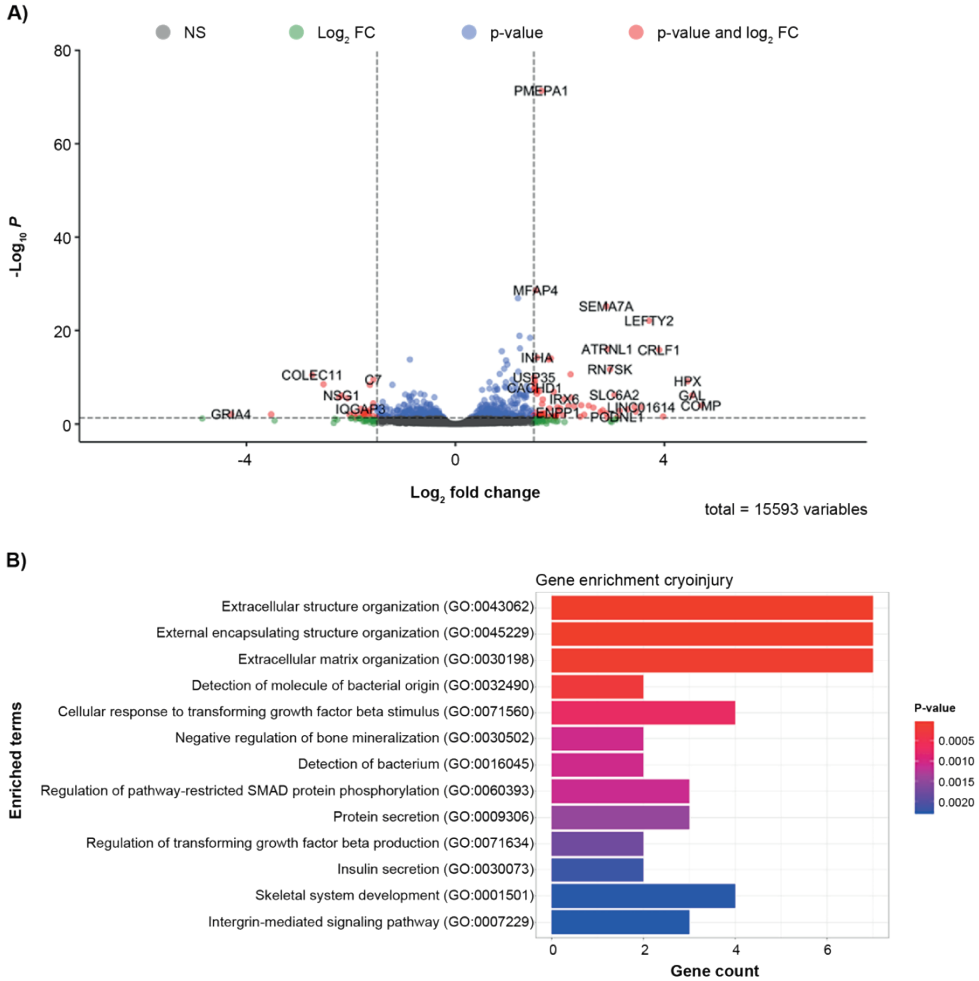 A)
NS
Log2 FC
p-value
p-value and log2 FC
80
60
40
20
0
-Log10 P
PMEPA1
MFAP4
SEMA7A
LEFTY2
ATRNL1
CRLF1
INHA
RN7SK
USP35
CACHD1
HPX
COLEC11
C7
NSG1
SLC6A2
GAL
IRX6
COMP
IQGAP3
LINC01614
ENPP1
PODNL1
GRIA4
-4
0
4
Log2 fold change
total = 15593 variables
B)
Gene enrichment cryoinjury
Enriched terms
Extracellular structure organization (GO:0043062)
External encapsulating structure organization (GO:0045229)
Extracellular matrix organization (GO:0030198)
Detection of molecule of bacterial origin (GO:0032490)
Cellular response to transforming growth factor beta stimulus (GO:0071560)
Negative regulation of bone mineralization (GO:0030502)
Detection of bacterium (GO:0016045)
Regulation of pathway-restricted SMAD protein phosphorylation (GO:0060393)
Protein secretion (GO:0009306)
Regulation of transforming growth factor beta production (GO:0071634)
Insulin secretion (GO:0030073)
Skeletal system development (GO:0001501)
Intergrin-mediated signaling pathway (GO:0007229)
0
2
4
6
Gene count
P-value
0.0005
0.0010
0.0015
0.0020